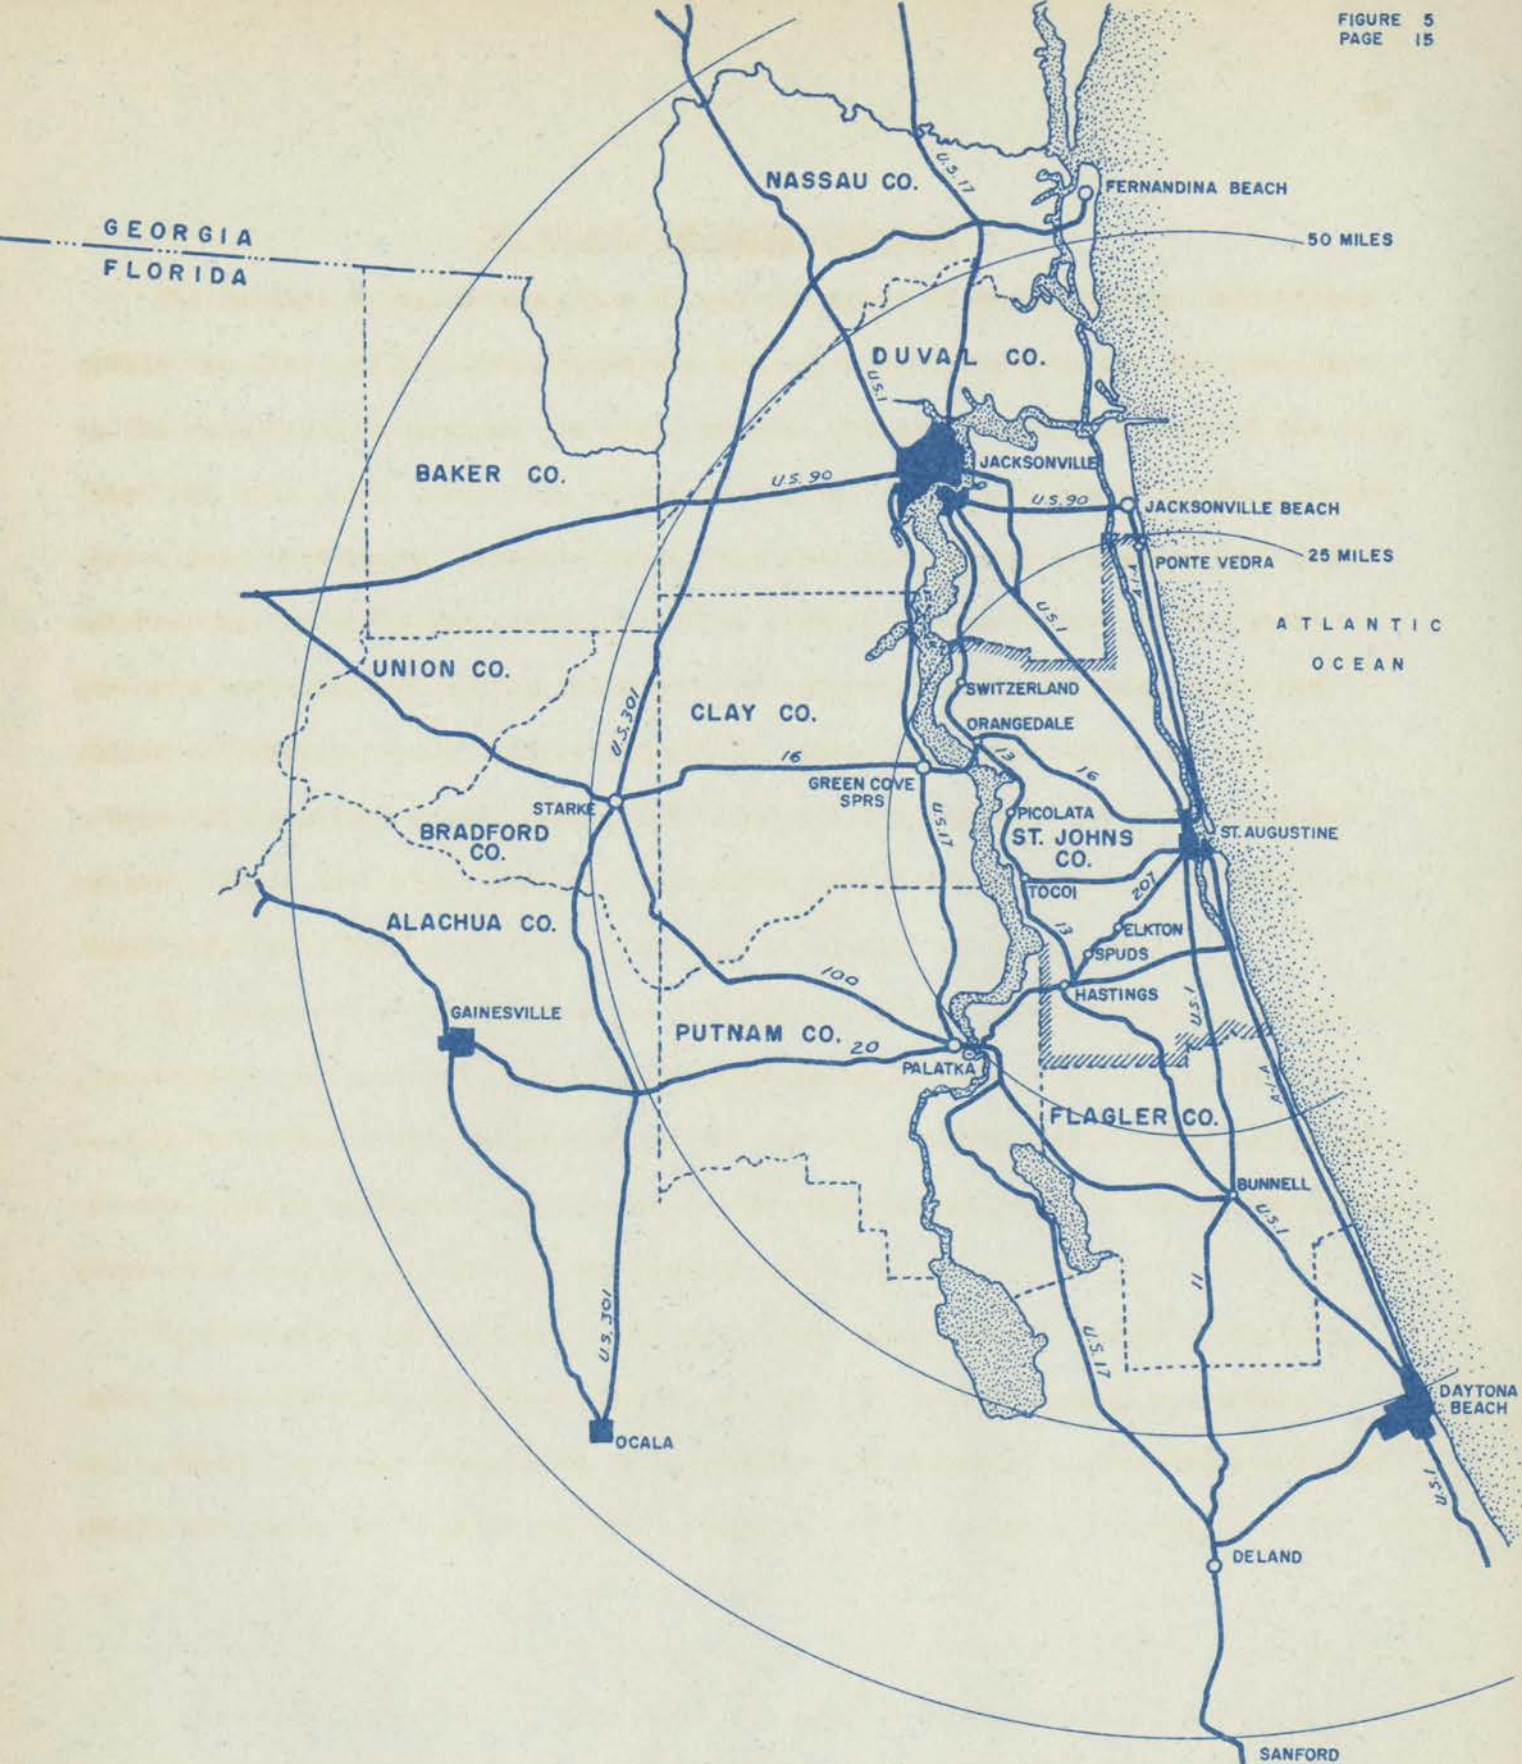 FIGURE 5
PAGE 15
NASSAU CO.
U.S.17
FERNANDINA BEACH
GEORGIA
FLORIDA
50 MILES
DUVAL CO.
U.S.1
BAKER CO.
U.S.90
JACKSONVILLE
U.S.90
JACKSONVILLE BEACH
PONTE VEDRA
25 MILES
A-1-A
U.S.1
ATLANTIC
OCEAN
UNION CO.
SWITZERLAND
CLAY CO.
U.S.301
ORANGEDALE
13
16
16
GREEN COVE
SPRS
STARKE
U.S.17
PICOLATA
ST. JOHNS
CO.
ST. AUGUSTINE
BRADFORD
CO.
TOCOI
207
ALACHUA CO.
13
ELKTON
SPUDS
100
HASTINGS
U.S.1
GAINESVILLE
PUTNAM CO.
20
PALATKA
A-1-A
FLAGLER CO.
BUNNELL
U.S.1
11
U.S.301
U.S.17
DAYTONA
BEACH
OCALA
U.S.1
DELAND
SANFORD